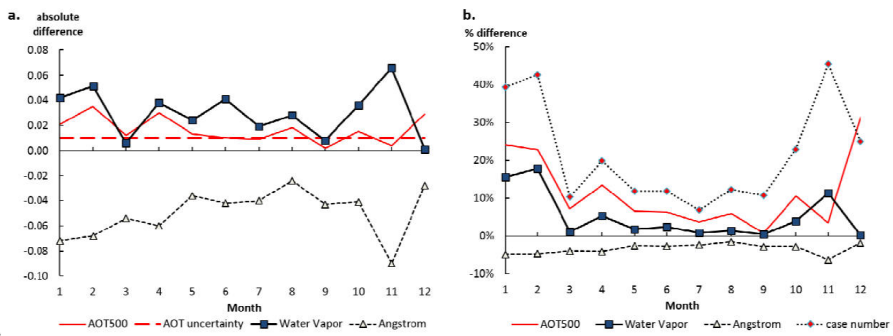 a.
absolute
difference
0.08
0.06
0.04
0.02
0.00
-0.02
-0.04
-0.06
-0.08
-0.10
1 2 3 4 5 6 7 8 9 10 11 12
Month
AOT500 AOT uncertainty Water Vapor Angstrom
b.
% difference
50%
40%
30%
20%
10%
0%
-10%
1 2 3 4 5 6 7 8 9 10 11 12
Month
AOT500 Water Vapor Angstrom case number